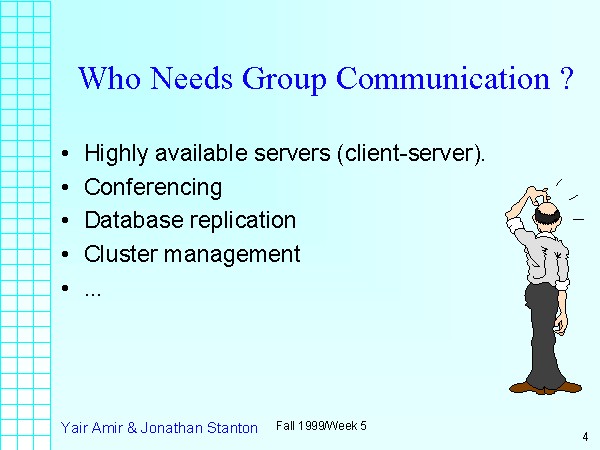 Who Needs Group Communication ?
• Highly available servers (client-server).
• Conferencing
• Database replication
• Cluster management
• ...
Yair Amir & Jonathan Stanton Fall 1999/Week 5
4